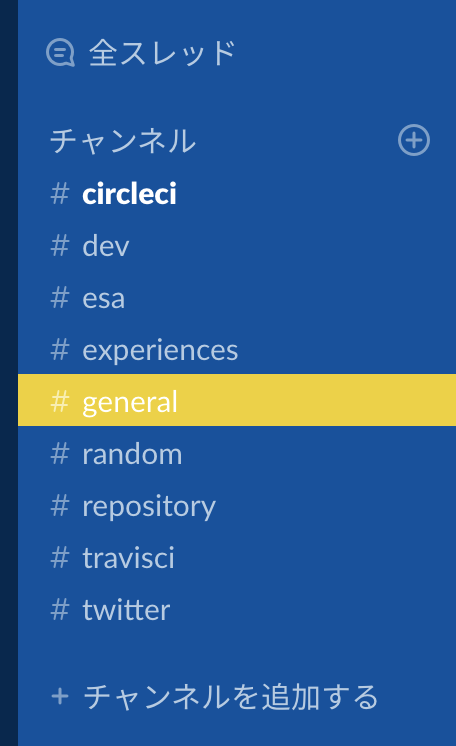 全スレッド
チャンネル
# circleci
# dev
# esa
# experiences
# general
# random
# repository
# travisci
# twitter
+ チャンネルを追加する